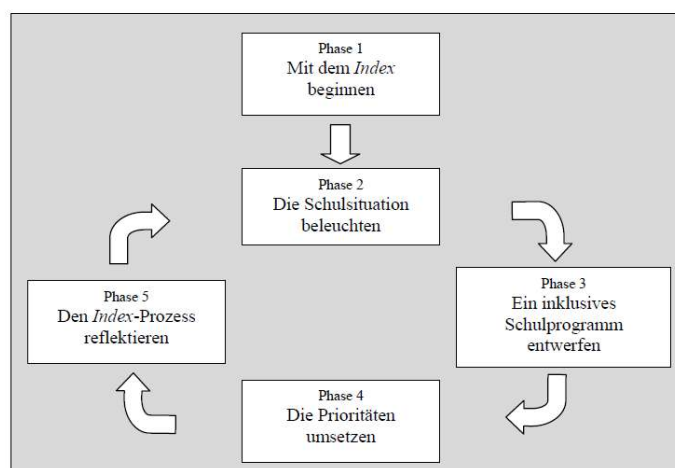 Phase 1
Mit dem Index
beginnen
Phase 2
Die Schulsituation
beleuchten
Phase 3
Ein inklusives
Schulprogramm
entwerfen
Phase 4
Die Prioritäten
umsetzen
Phase 5
Den Index-Prozess
reflektieren